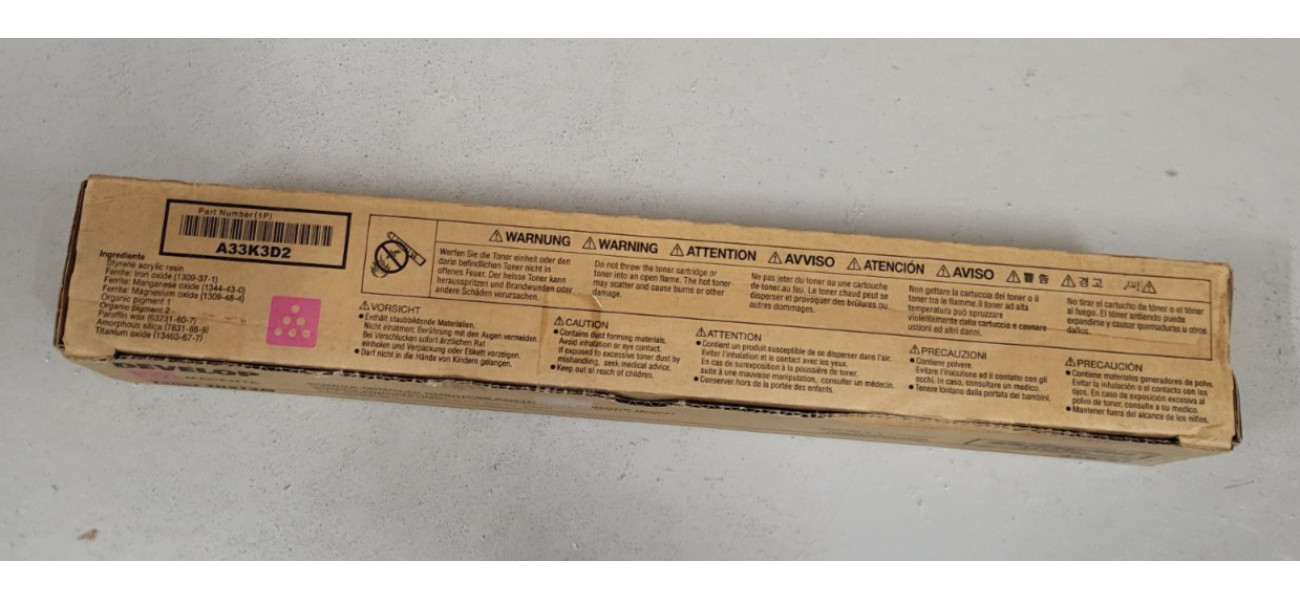 Part Number(1P)
A33K3D2
Ingredients
Styrene acrylic resin
Ferrite: Iron oxide (1309-37-1)
Ferrite: Manganese oxide (1344-43-0)
Ferrite: Magnesium oxide (1309-48-4)
Organic pigment 1
Organic pigment 2
Paraffin wax (63231-60-7)
Amorphous silica (7631-86-9)
Titanium oxide (13463-67-7)
⚠WARNUNG ⚠WARNING ⚠ATTENTION ⚠AVVISO ⚠ATENCIÓN ⚠AVISO ⚠警告 ⚠경고
Werfen Sie die Toner einheit oder den
darin befindlichen Toner nicht in
offenes Feuer. Der heisse Toner kann
herausspritzen und Brandwunden oder
andere Schäden verursachen.
Do not throw the toner cartridge or
toner into an open flame. The hot toner
may scatter and cause burns or other
damage.
Ne pas jeter du toner ou une cartouche
de toner au feu. Le toner chaud peut se
disperser et provoquer des brûlures ou
autres dommages.
Non gettare la cartuccia del toner o il
toner tra le fiamme. Il toner ad alta
temperatura può spruzzare
violentemente dalla cartuccia e causare
ustioni ed altri danni.
No tirar el cartucho de tóner o el tóner
al fuego. El tóner ardiendo puede
expandirse y causar quemaduras u otros
daños.
⚠VORSICHT
●Enthält staubbildende Materialien.
Nicht einatmen. Berührung mit den Augen vermeiden.
Bei Verschlucken sofort ärztlichen Rat
einholen und Verpackung oder Etikett vorzeigen.
●Darf nicht in die Hände von Kindern gelangen.
⚠CAUTION
●Contains dust forming materials.
Avoid inhalation or eye contact.
If exposed to excessive toner dust by
mishandling, seek medical advice.
●Keep out of reach of children.
⚠ATTENTION
●Contient un produit susceptible de se disperser dans l'air.
Eviter l'inhalation et le contact avec les yeux.
En cas de surexposition à la poussière de toner,
suite à une mauvaise manipulation, consulter un médecin.
●Conserver hors de la portée des enfants.
⚠PRECAUZIONI
●Contiene polvere.
Evitare l'inalazione ed il contatto con gli
occhi. In caso, consultare un medico.
●Tenere lontano dalla portata dei bambini.
⚠PRECAUCIÓN
●Contiene materiales generadores de polvo.
Evitar la inhalación o el contacto con los
ojos. En caso de exposición excesiva al
polvo de toner, consulte a su medico.
●Mantener fuera del alcance de los niños.
DEVELOP
MAGENTA